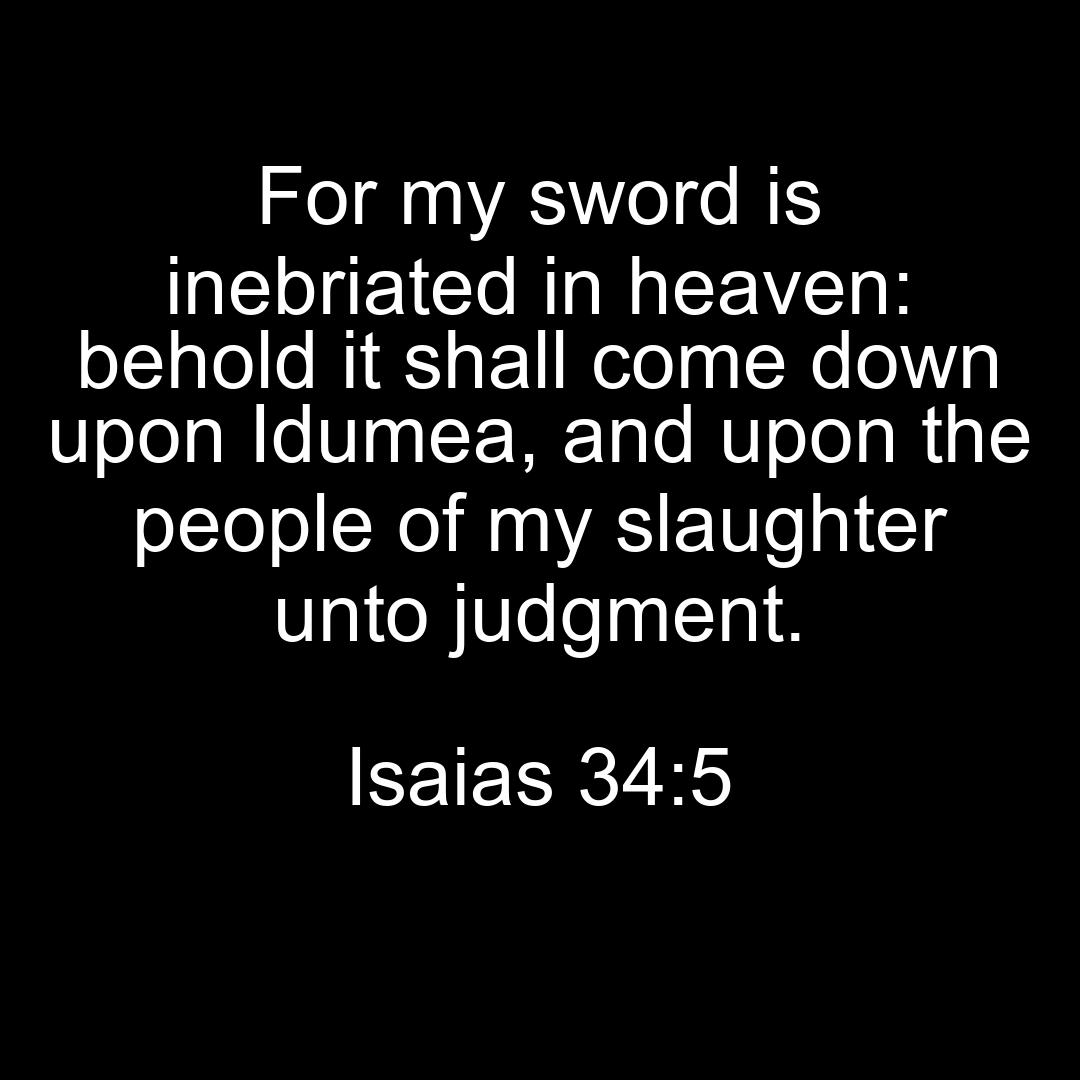 For my sword is
inebriated in heaven:
behold it shall come down
upon Idumea, and upon the
people of my slaughter
unto judgment.
Isaias 34:5